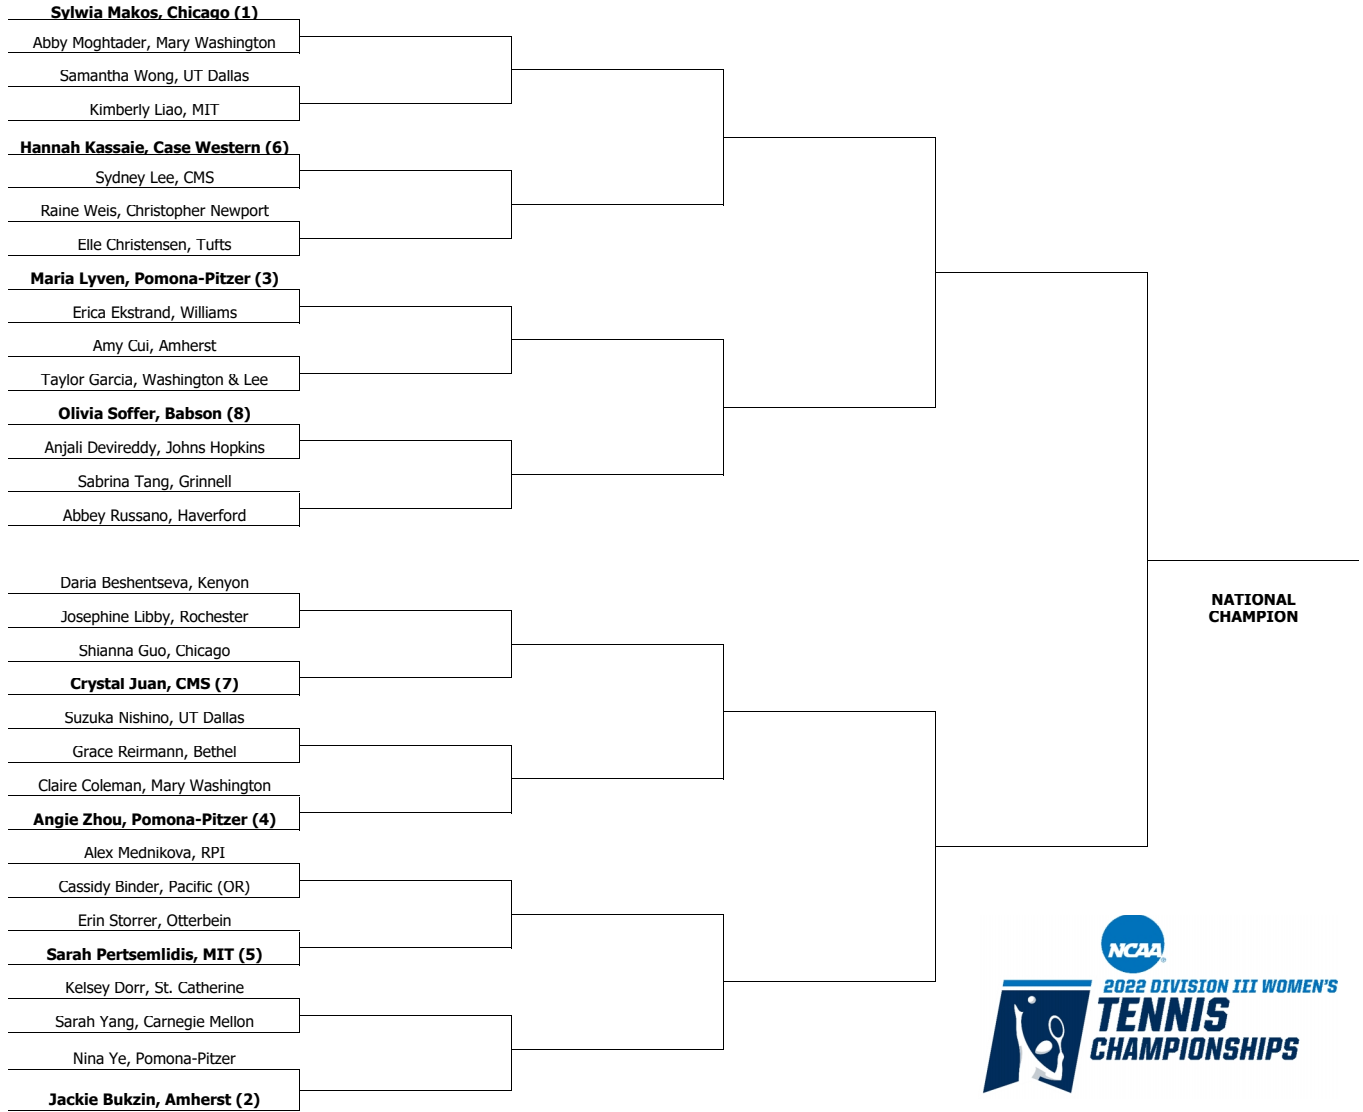 Sylwia Makos, Chicago (1)
Abby Moghtader, Mary Washington
Samantha Wong, UT Dallas
Kimberly Liao, MIT
Hannah Kassaie, Case Western (6)
Sydney Lee, CMS
Raine Weis, Christopher Newport
Elle Christensen, Tufts
Maria Lyven, Pomona-Pitzer (3)
Erica Ekstrand, Williams
Amy Cui, Amherst
Taylor Garcia, Washington & Lee
Olivia Soffer, Babson (8)
Anjali Devireddy, Johns Hopkins
Sabrina Tang, Grinnell
Abbey Russano, Haverford
Daria Beshentseva, Kenyon
Josephine Libby, Rochester
Shianna Guo, Chicago
Crystal Juan, CMS (7)
Suzuka Nishino, UT Dallas
Grace Reirmann, Bethel
Claire Coleman, Mary Washington
Angie Zhou, Pomona-Pitzer (4)
Alex Mednikova, RPI
Cassidy Binder, Pacific (OR)
Erin Storrer, Otterbein
Sarah Pertsemlidis, MIT (5)
Kelsey Dorr, St. Catherine
Sarah Yang, Carnegie Mellon
Nina Ye, Pomona-Pitzer
Jackie Bukzin, Amherst (2)
NATIONAL
CHAMPION
NCAA
2022 DIVISION III WOMEN'S
TENNIS
CHAMPIONSHIPS